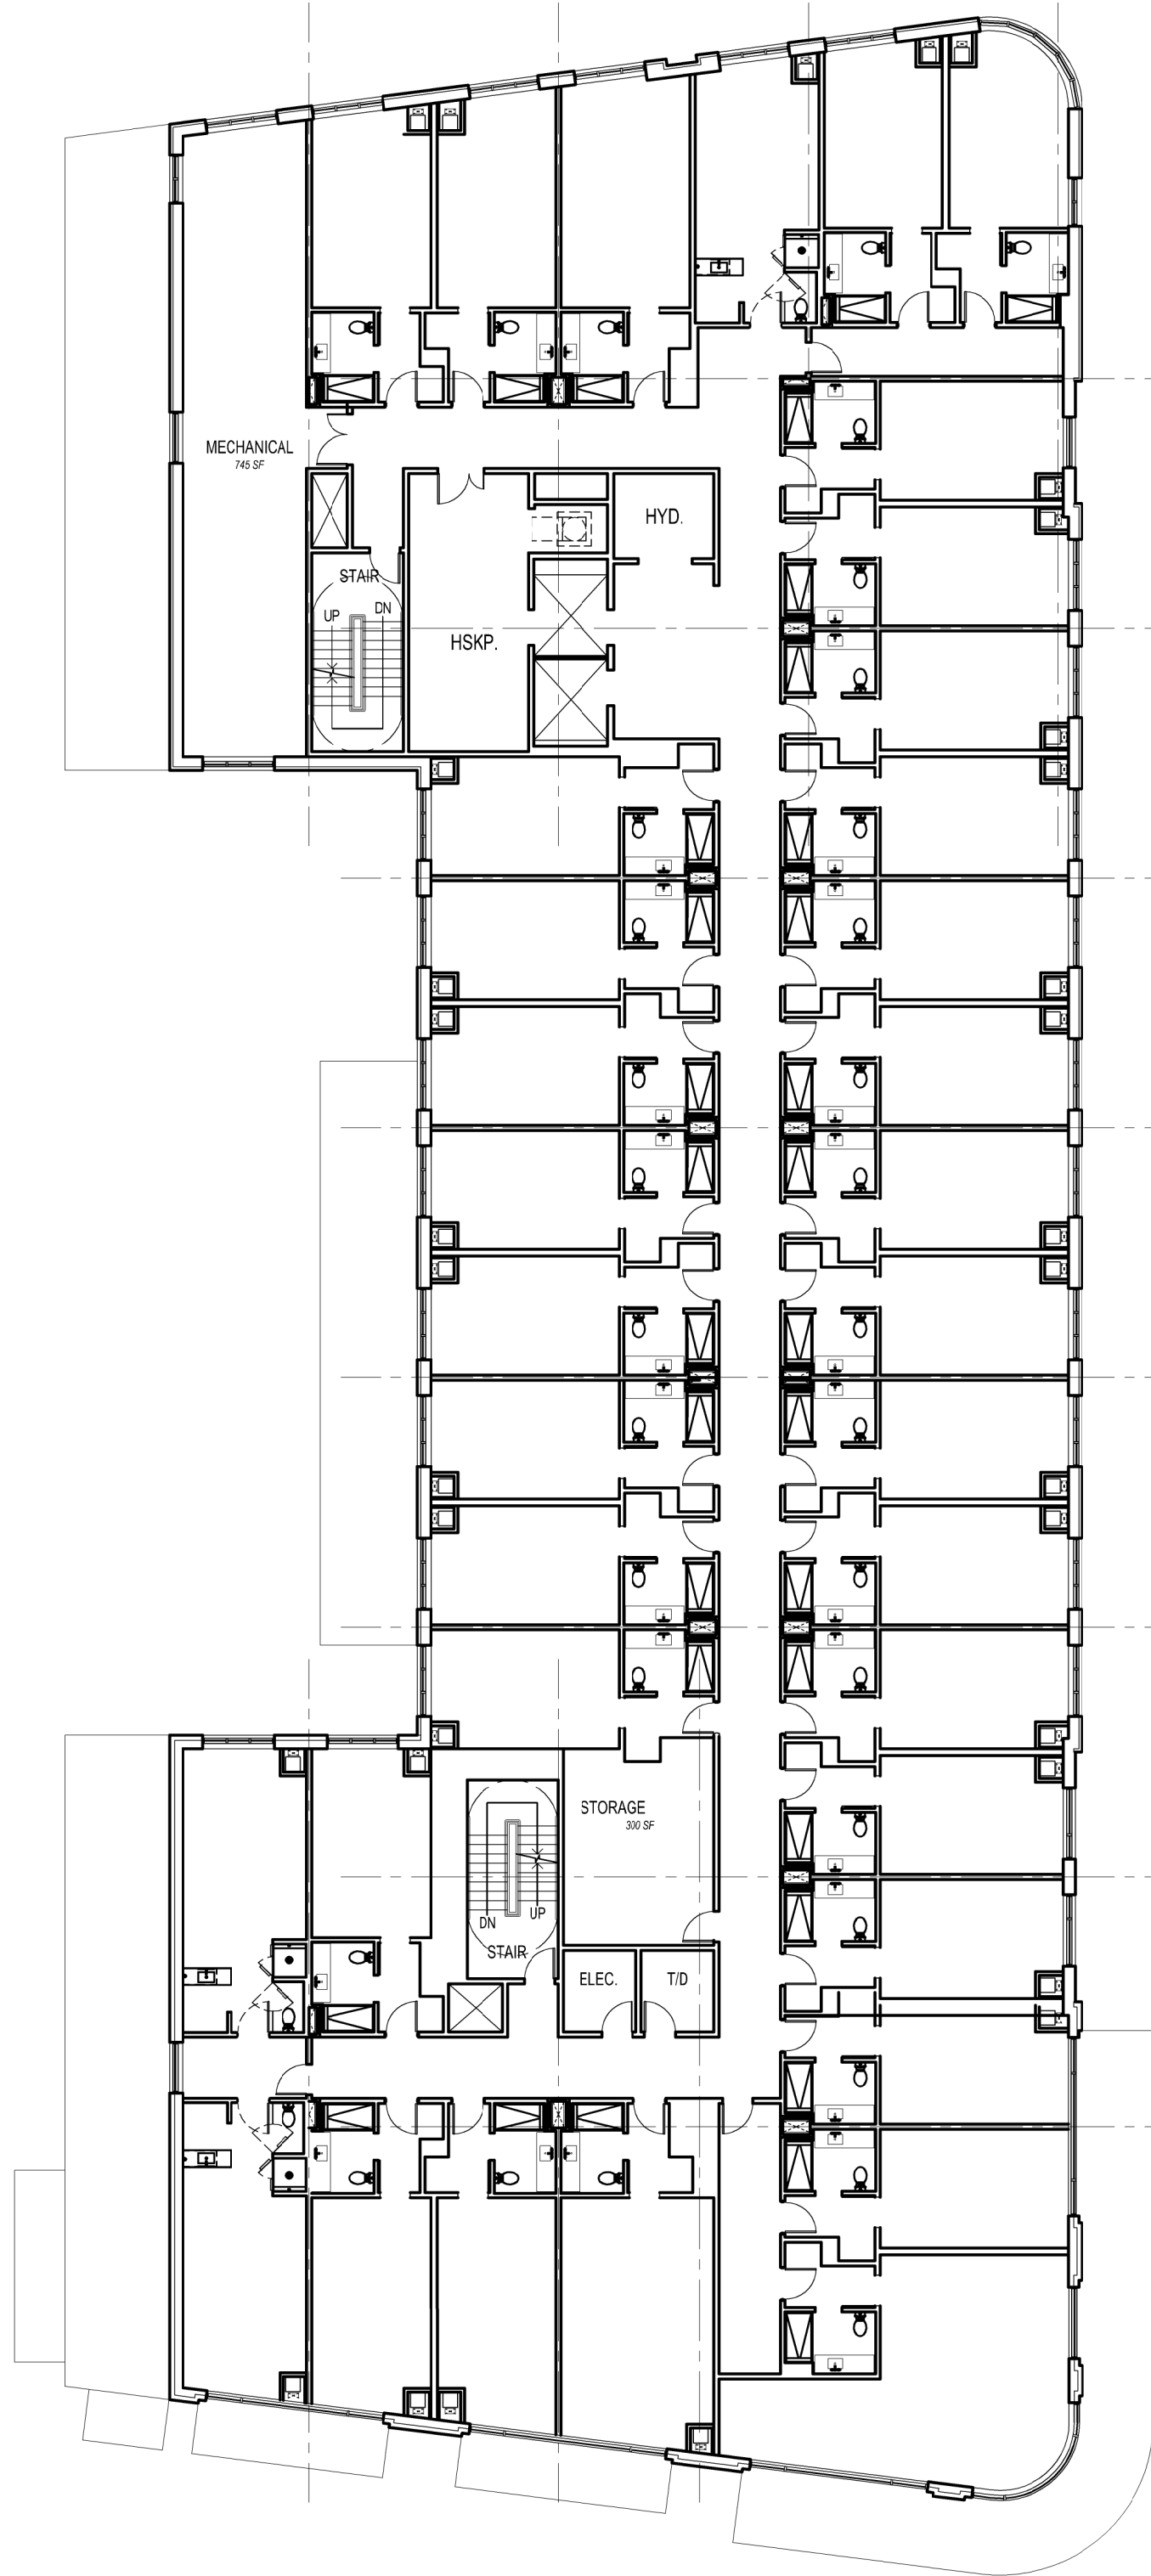 MECHANICAL
745 SF
HYD.
STAIR
UP
DN
HSKP.
STORAGE
300 SF
DN
UP
STAIR
ELEC.
T/D